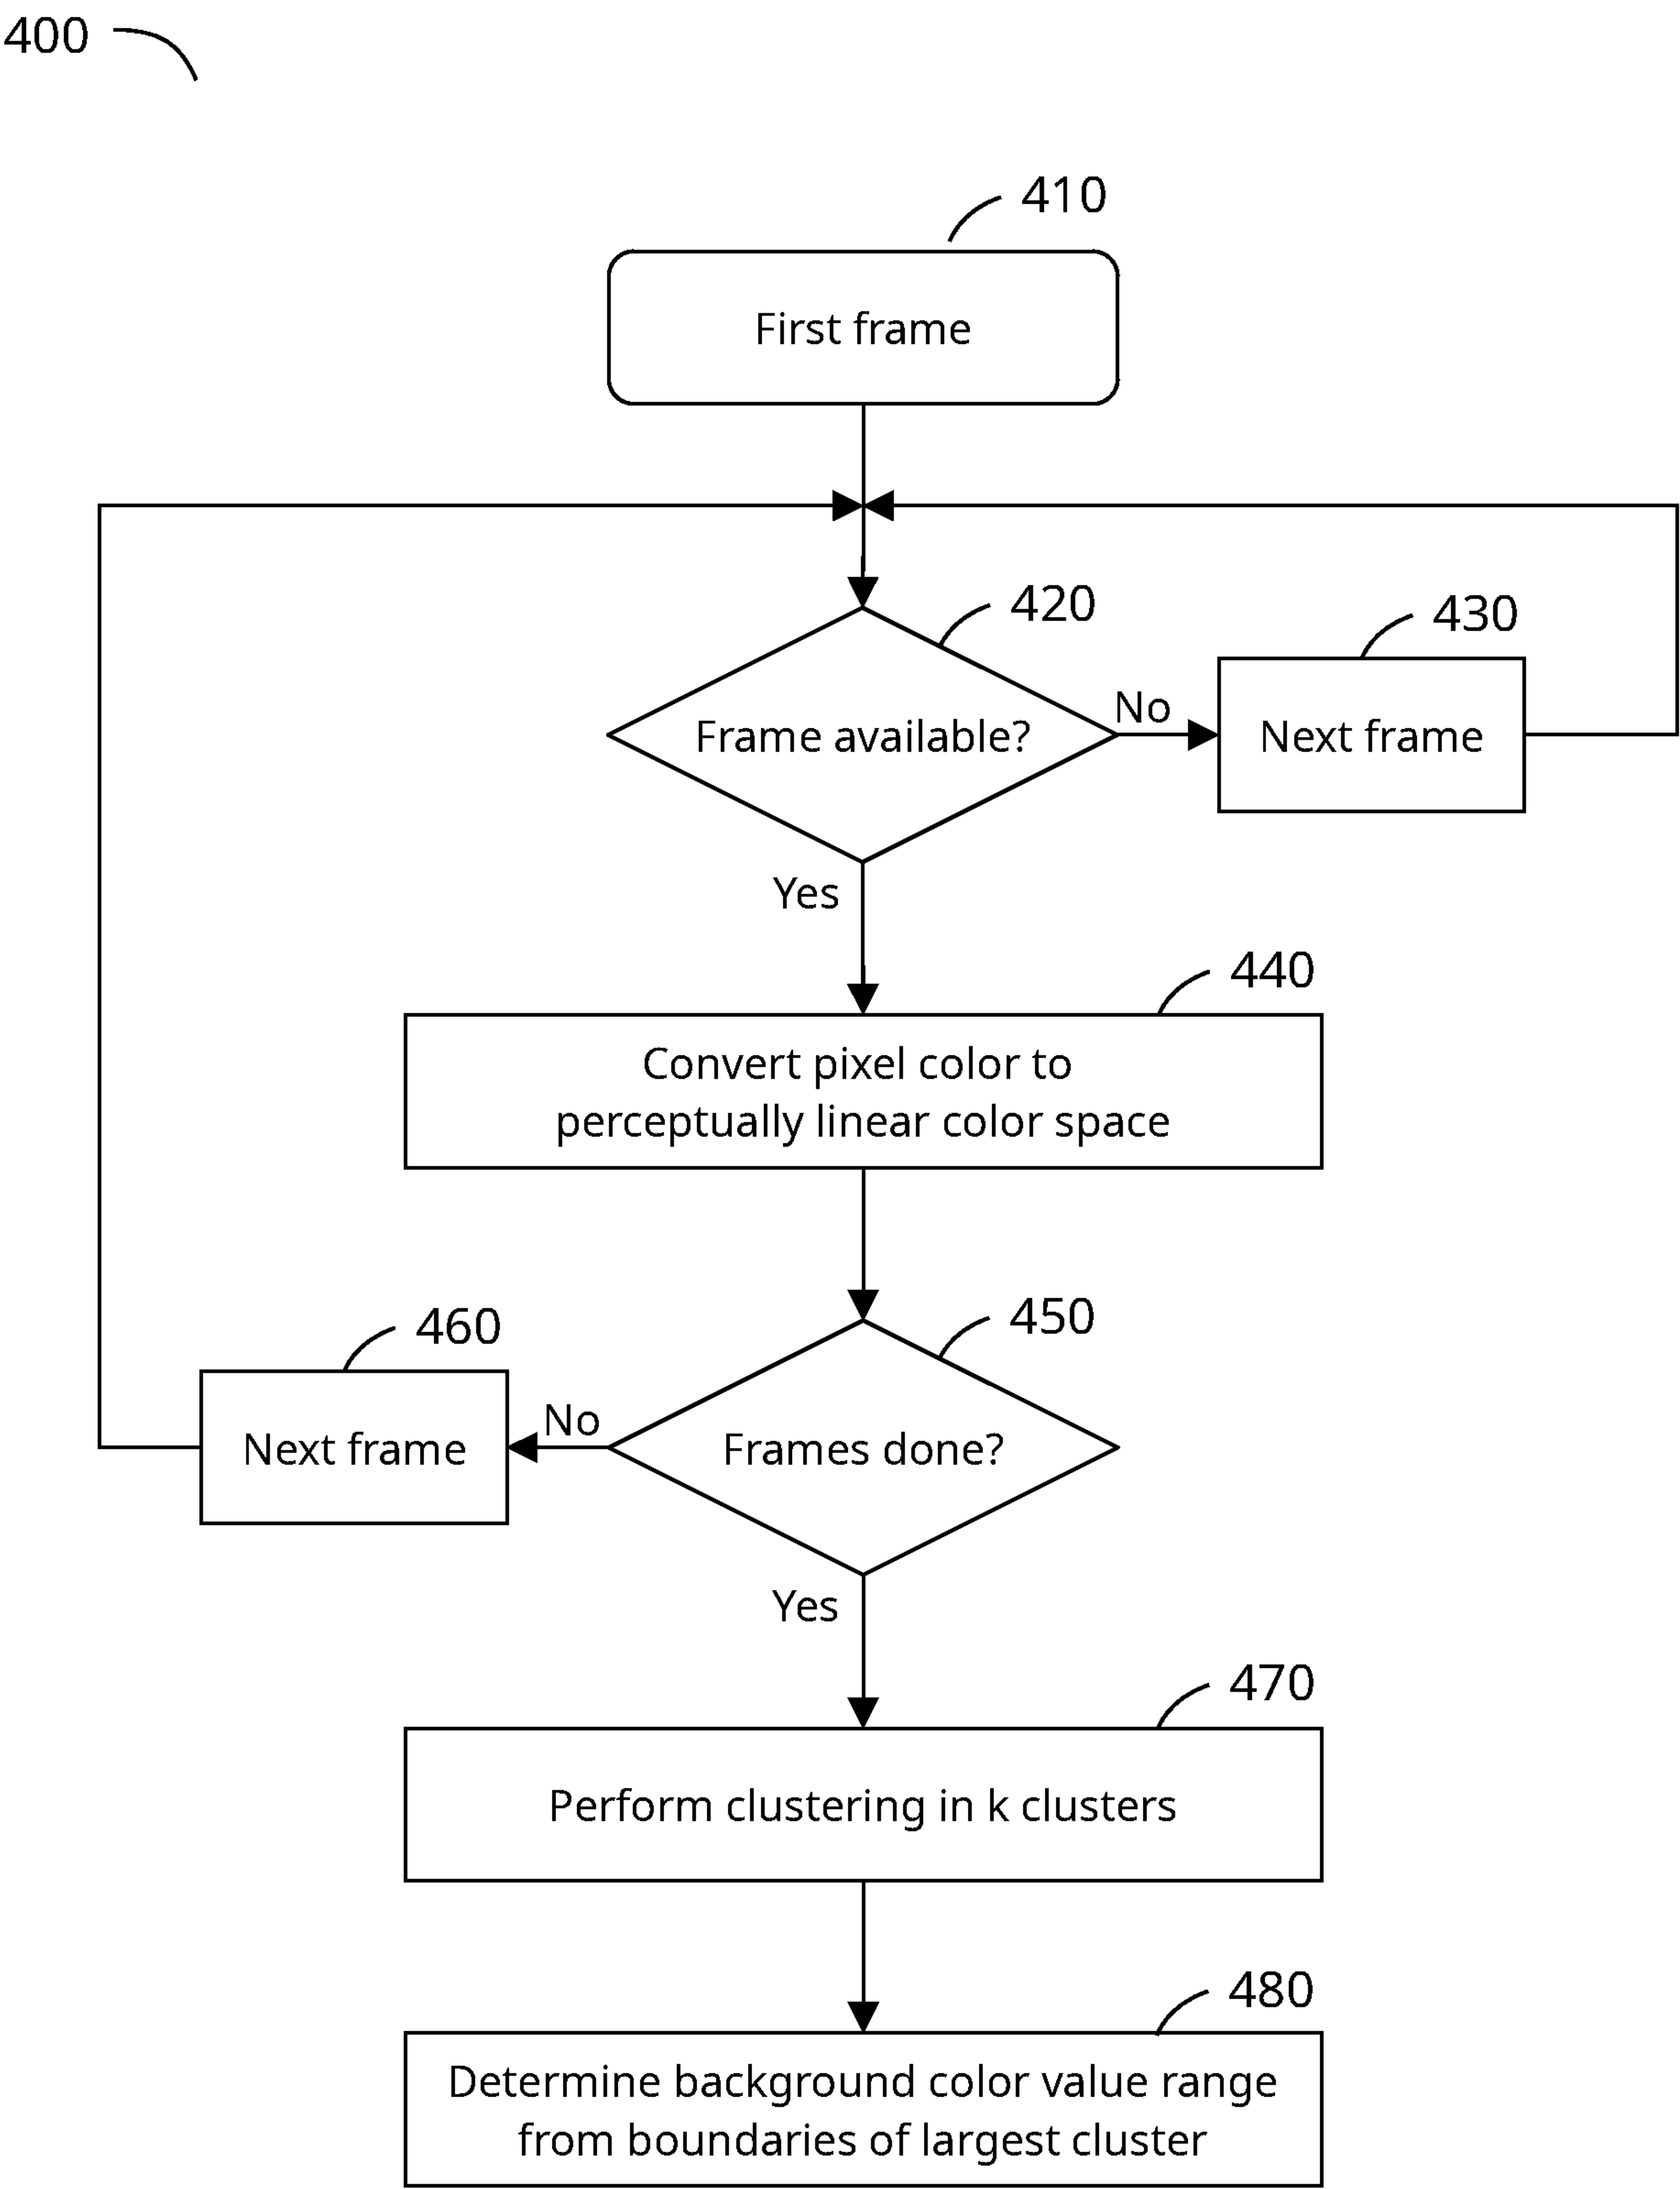 400
410
First frame
420
430
Frame available?
No
Next frame
Yes
440
Convert pixel color to
perceptually linear color space
450
460
Frames done?
No
Next frame
Yes
470
Perform clustering in k clusters
480
Determine background color value range
from boundaries of largest cluster